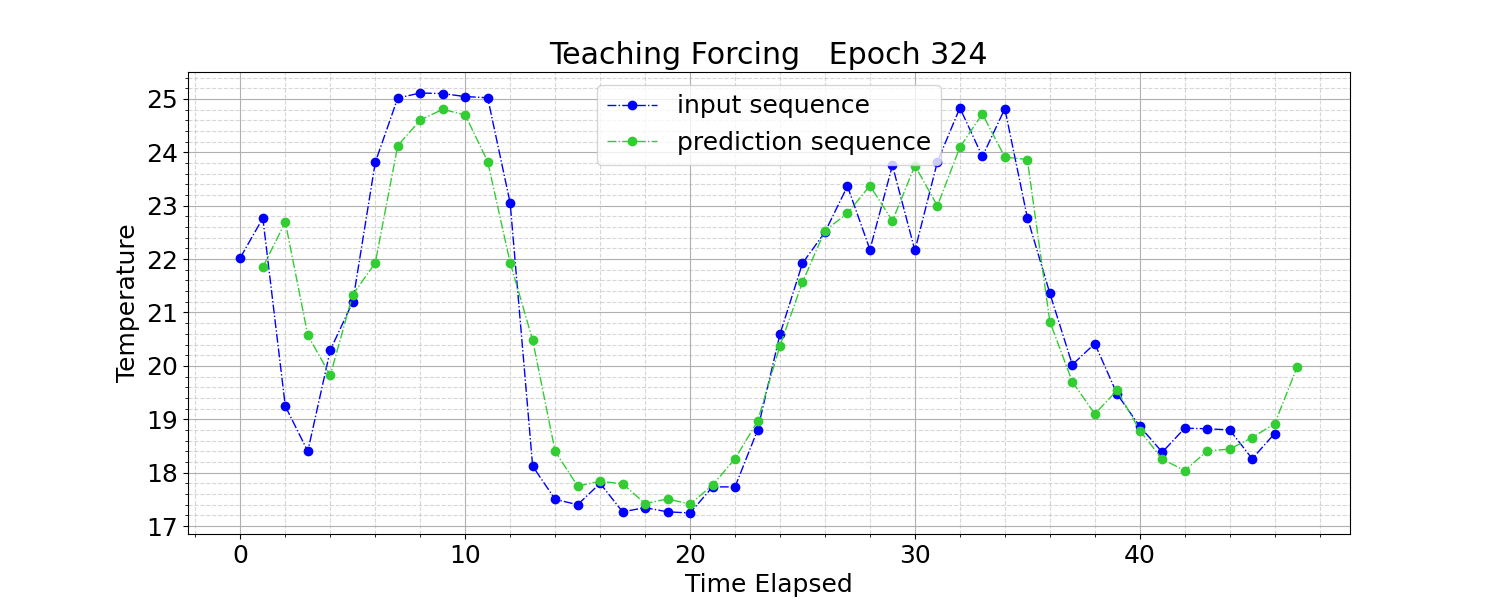 Teaching Forcing   Epoch 324
input sequence
prediction sequence
Temperature
25
24
23
22
21
20
19
18
17
0 10 20 30 40
Time Elapsed